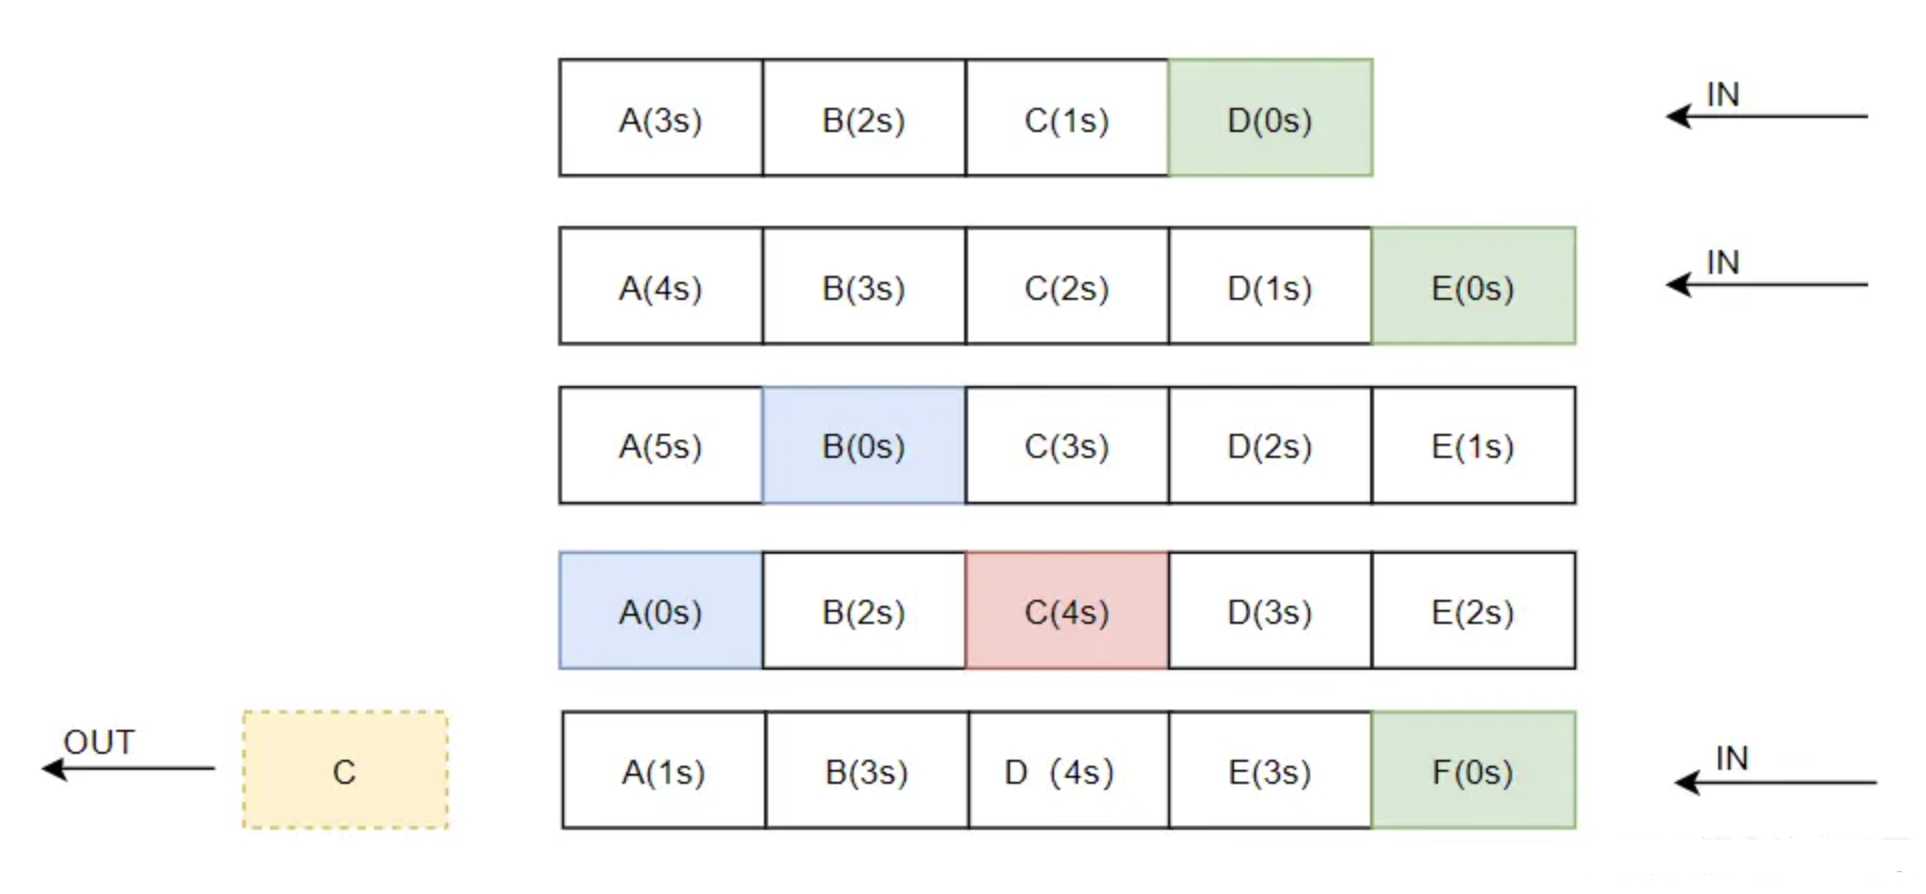 A(3s) B(2s) C(1s) D(0s) IN
A(4s) B(3s) C(2s) D(1s) E(0s) IN
A(5s) B(0s) C(3s) D(2s) E(1s)
A(0s) B(2s) C(4s) D(3s) E(2s)
OUT C A(1s) B(3s) D（4s） E(3s) F(0s) IN